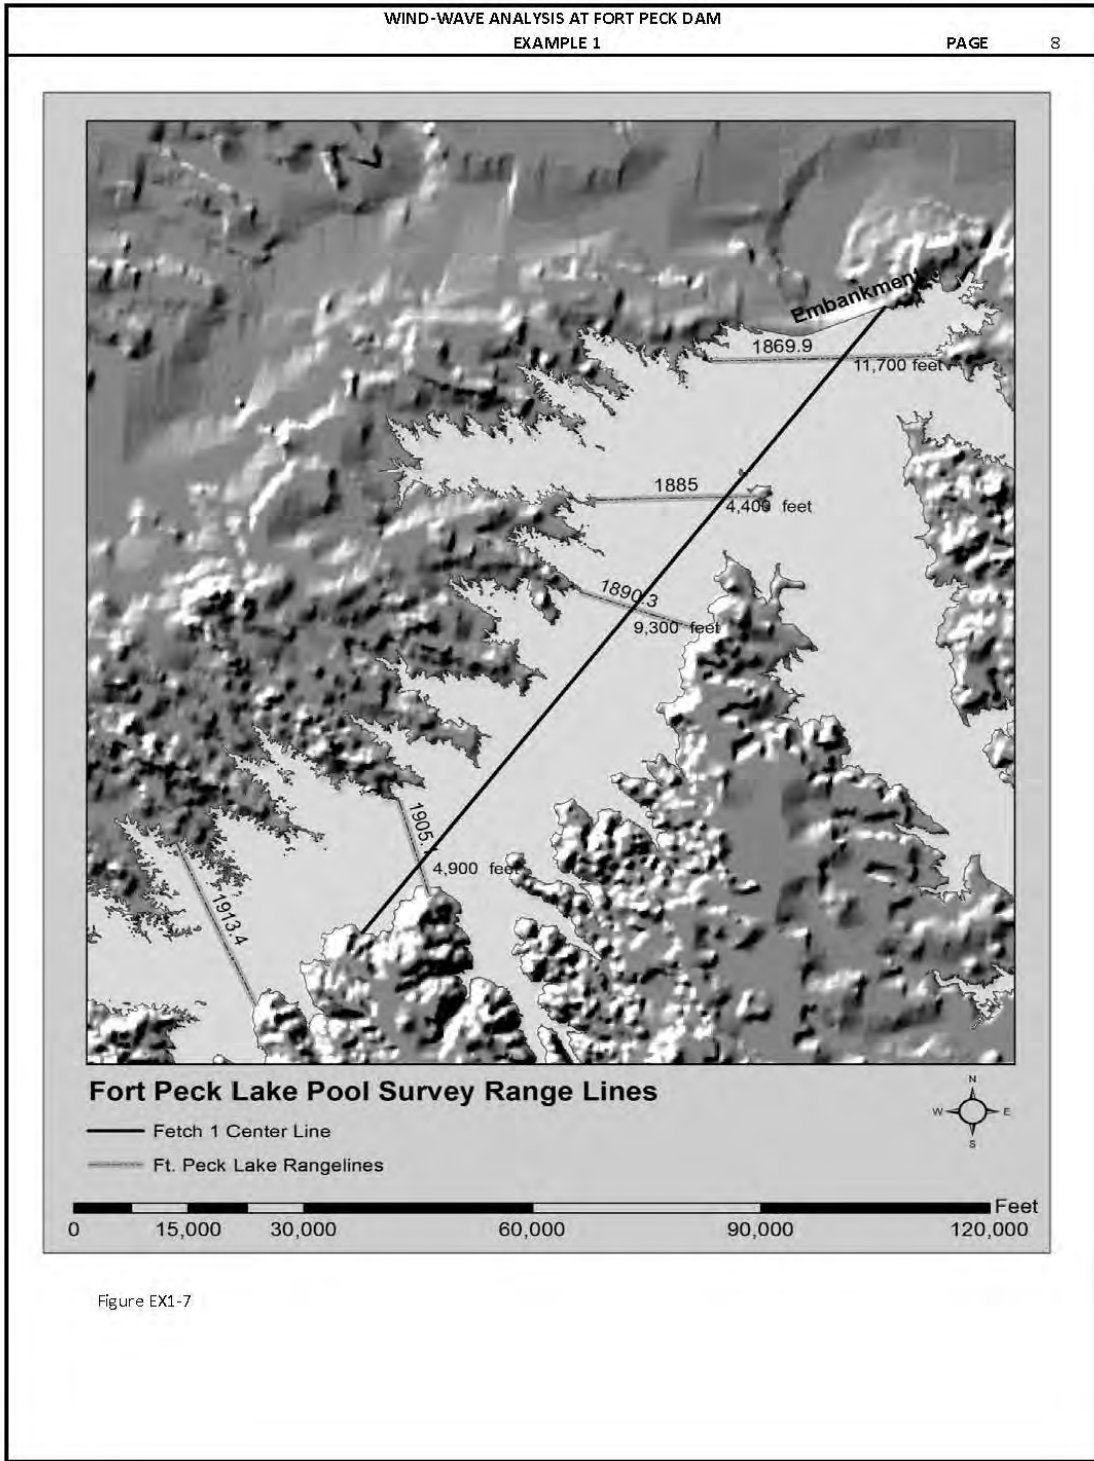 WIND-WAVE ANALYSIS AT FORT PECK DAM
EXAMPLE 1 PAGE 8
Embankment
1869.9
11,700 feet
1885
4,400 feet
1890.3
9,300 feet
1905.
4,900 feet
1913.4
Fort Peck Lake Pool Survey Range Lines
Fetch 1 Center Line
Ft. Peck Lake Rangelines
N
W E
S
Feet
0 15,000 30,000 60,000 90,000 120,000
Figure EX1-7